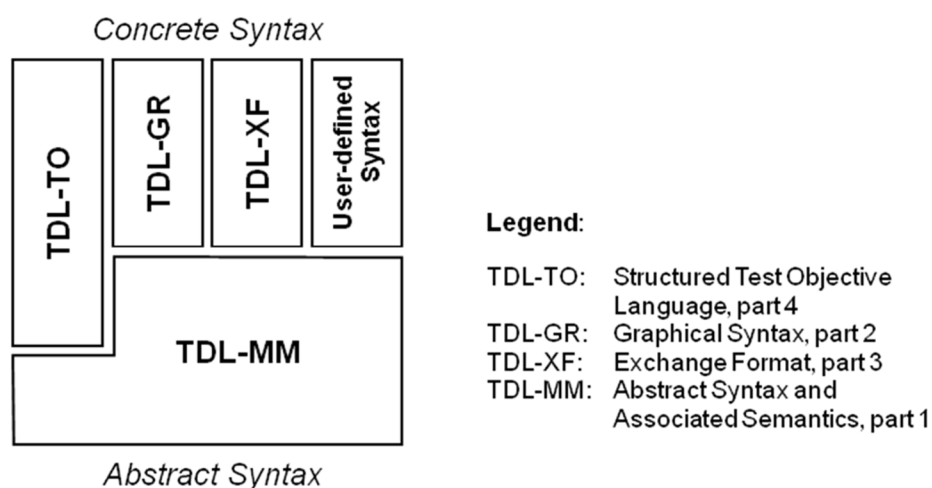 Concrete Syntax
TDL-TO
TDL-GR
TDL-XF
User-defined
Syntax
TDL-MM
Abstract Syntax
Legend:
TDL-TO: Structured Test Objective
Language, part 4
TDL-GR: Graphical Syntax, part 2
TDL-XF: Exchange Format, part 3
TDL-MM: Abstract Syntax and
Associated Semantics, part 1